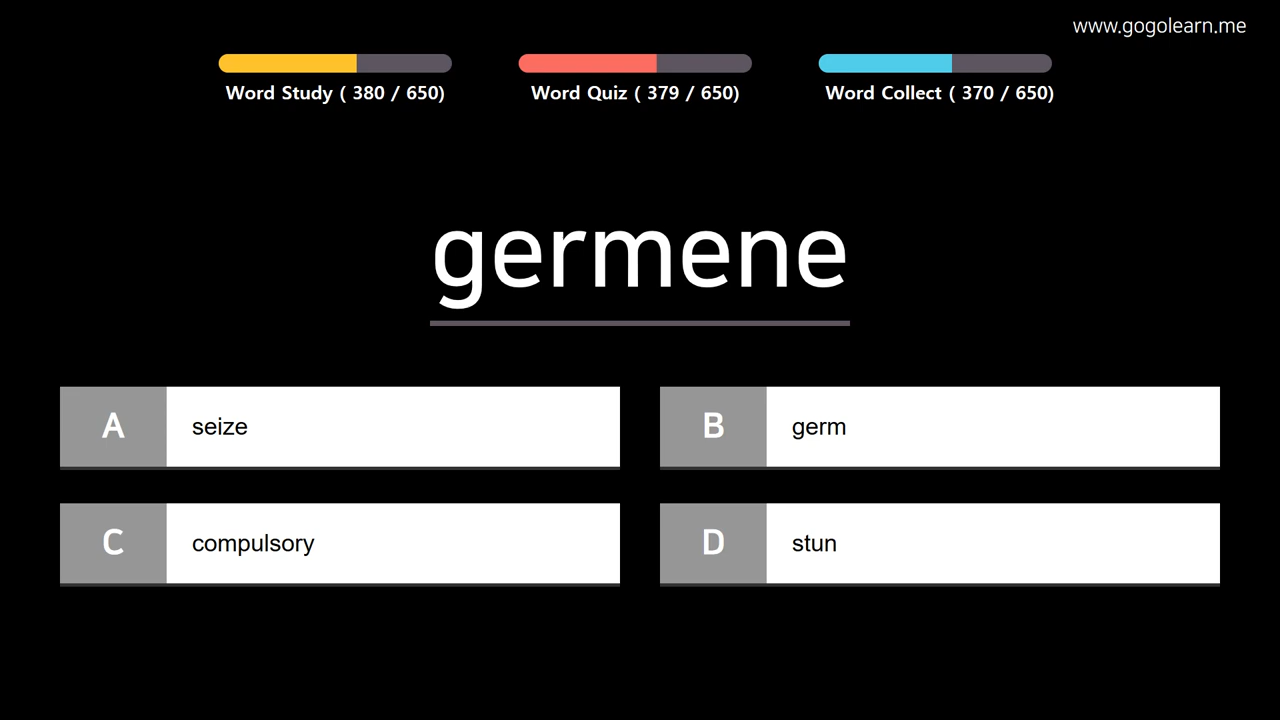 www.gogolearn.me
Word Study ( 380 / 650)
Word Quiz ( 379 / 650)
Word Collect ( 370 / 650)
germene
A seize
B germ
C compulsory
D stun